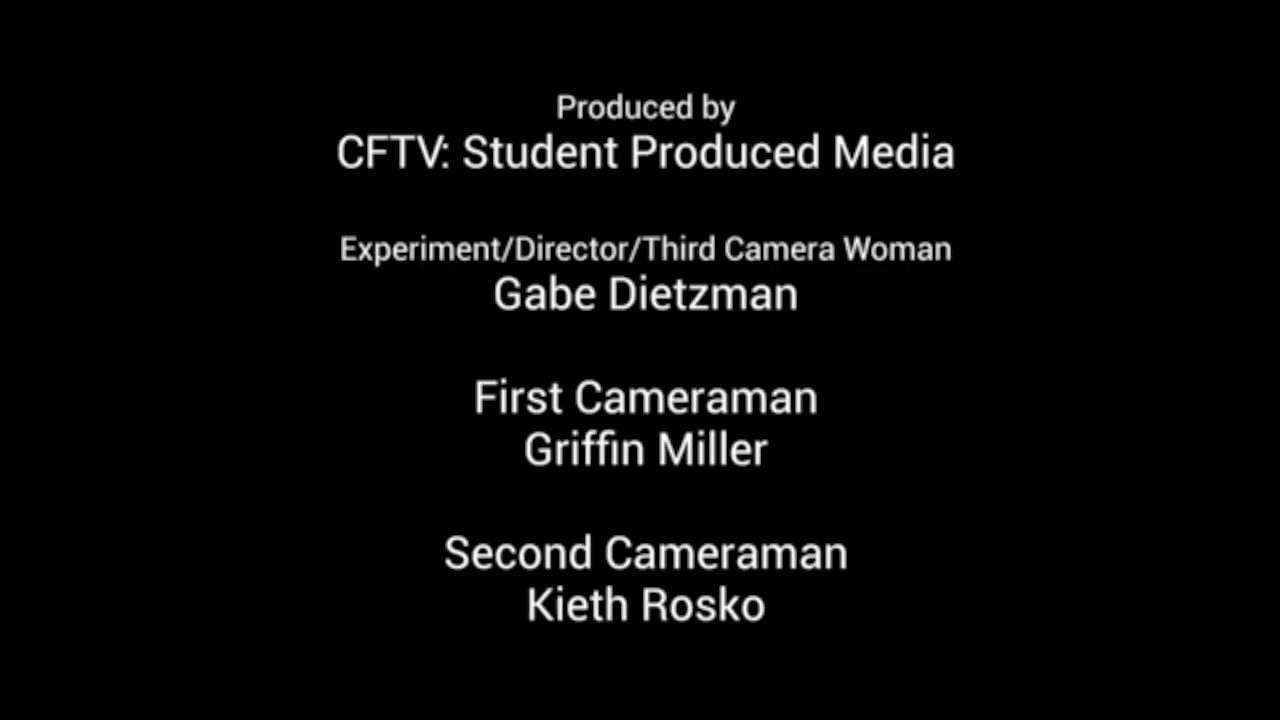 Produced by
CFTV: Student Produced Media
Experiment/Director/Third Camera Woman
Gabe Dietzman
First Cameraman
Griffin Miller
Second Cameraman
Kieth Rosko